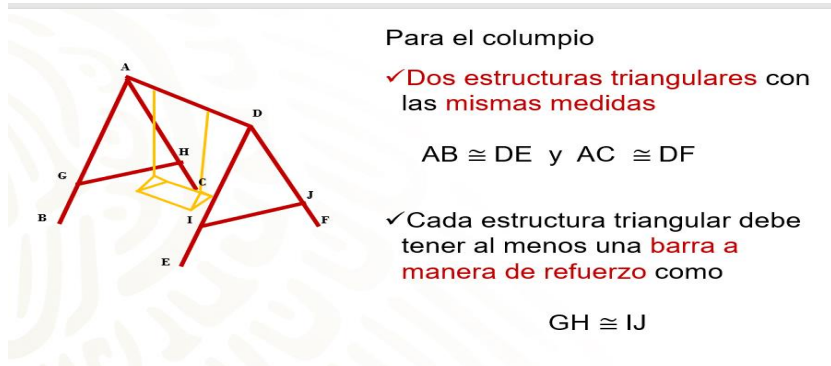 Para el columpio
✓Dos estructuras triangulares con
las mismas medidas
AB ≅ DE y AC ≅ DF
✓Cada estructura triangular debe
tener al menos una barra a
manera de refuerzo como
GH ≅ IJ
A
D
H
G
C
J
B
I
F
E